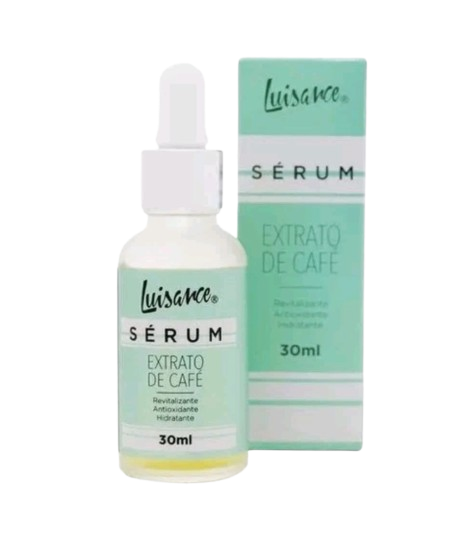 Luisance®
SÉRUM
EXTRATO
DE CAFÉ
Revitalizante
Antioxidante
Hidratante
30ml
Luisance®
SÉRUM
EXTRATO
DE CAFÉ
Revitalizante
Antioxidante
Hidratante
30ml